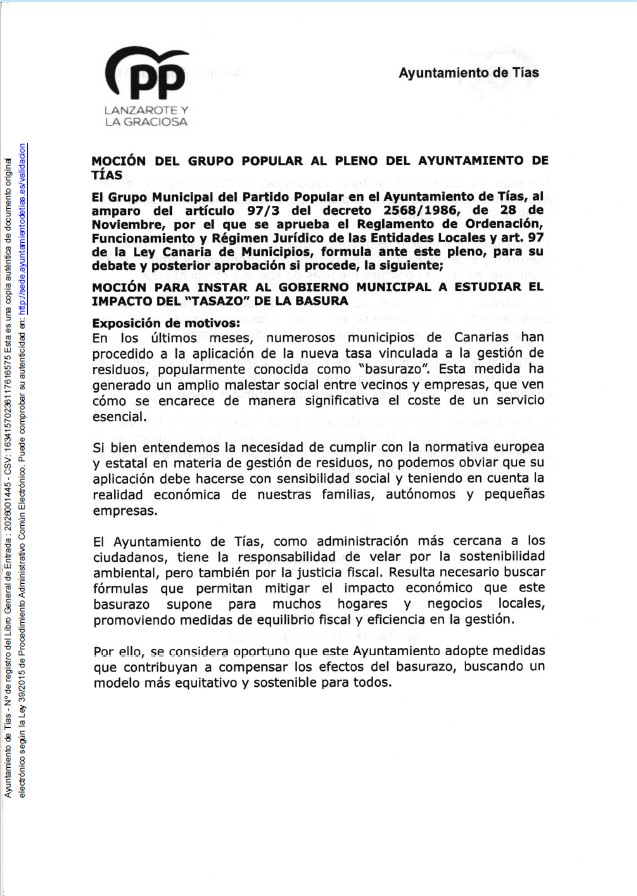 pp
LANZAROTE Y
LA GRACIOSA
Ayuntamiento de Tías
MOCIÓN DEL GRUPO POPULAR AL PLENO DEL AYUNTAMIENTO DE
TÍAS
El Grupo Municipal del Partido Popular en el Ayuntamiento de Tías, al
amparo del artículo 97/3 del decreto 2568/1986, de 28 de
Noviembre, por el que se aprueba el Reglamento de Ordenación,
Funcionamiento y Régimen Jurídico de las Entidades Locales y art. 97
de la Ley Canaria de Municipios, formula ante este pleno, para su
debate y posterior aprobación si procede, la siguiente;
MOCIÓN PARA INSTAR AL GOBIERNO MUNICIPAL A ESTUDIAR EL
IMPACTO DEL "TASAZO" DE LA BASURA
Exposición de motivos:
En los últimos meses, numerosos municipios de Canarias han
procedido a la aplicación de la nueva tasa vinculada a la gestión de
residuos, popularmente conocida como "basurazo". Esta medida ha
generado un amplio malestar social entre vecinos y empresas, que ven
cómo se encarece de manera significativa el coste de un servicio
esencial.
Si bien entendemos la necesidad de cumplir con la normativa europea
y estatal en materia de gestión de residuos, no podemos obviar que su
aplicación debe hacerse con sensibilidad social y teniendo en cuenta la
realidad económica de nuestras familias, autónomos y pequeñas
empresas.
El Ayuntamiento de Tías, como administración más cercana a los
ciudadanos, tiene la responsabilidad de velar por la sostenibilidad
ambiental, pero también por la justicia fiscal. Resulta necesario buscar
fórmulas que permitan mitigar el impacto económico que este
basurazo supone para muchos hogares y negocios locales,
promoviendo medidas de equilibrio fiscal y eficiencia en la gestión.
Por ello, se considera oportuno que este Ayuntamiento adopte medidas
que contribuyan a compensar los efectos del basurazo, buscando un
modelo más equitativo y sostenible para todos.
Ayuntamiento de Tías - Nº de registro del Libro General de Entrada : 2026001445 - CSV: 16341570236117616575 Esta es una copia auténtica de documento original
electrónico según la Ley 39/2015 de Procedimiento Administrativo Común Electrónico. Puede comprobar su autenticidad en: http://sede.ayuntamientodetias.es/validacion